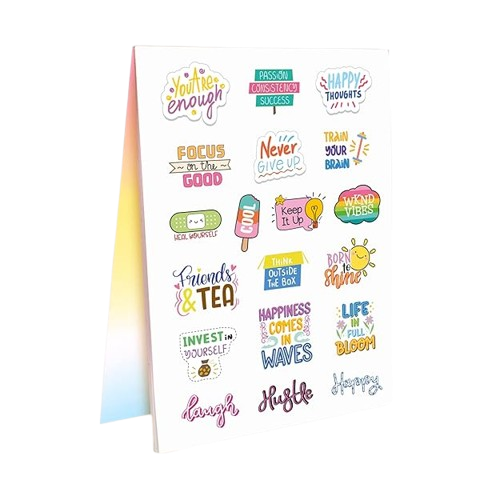 You Are
enough
PASSION
CONSISTENCY
SUCCESS
HAPPY
THOUGHTS
FOCUS
on the
GOOD
Never
GIVE UP
TRAIN
YOUR
BRAIN
HEAL YOURSELF
COOL
Keep
It Up
WKND
VIBES
Friends
& TEA
THINK
OUTSIDE
THE BOX
BORN
to
Shine
INVEST in
YOURSELF
HAPPINESS
COMES
IN
WAVES
LIFE
IN FULL
BLOOM
laugh
Hustle
Happy